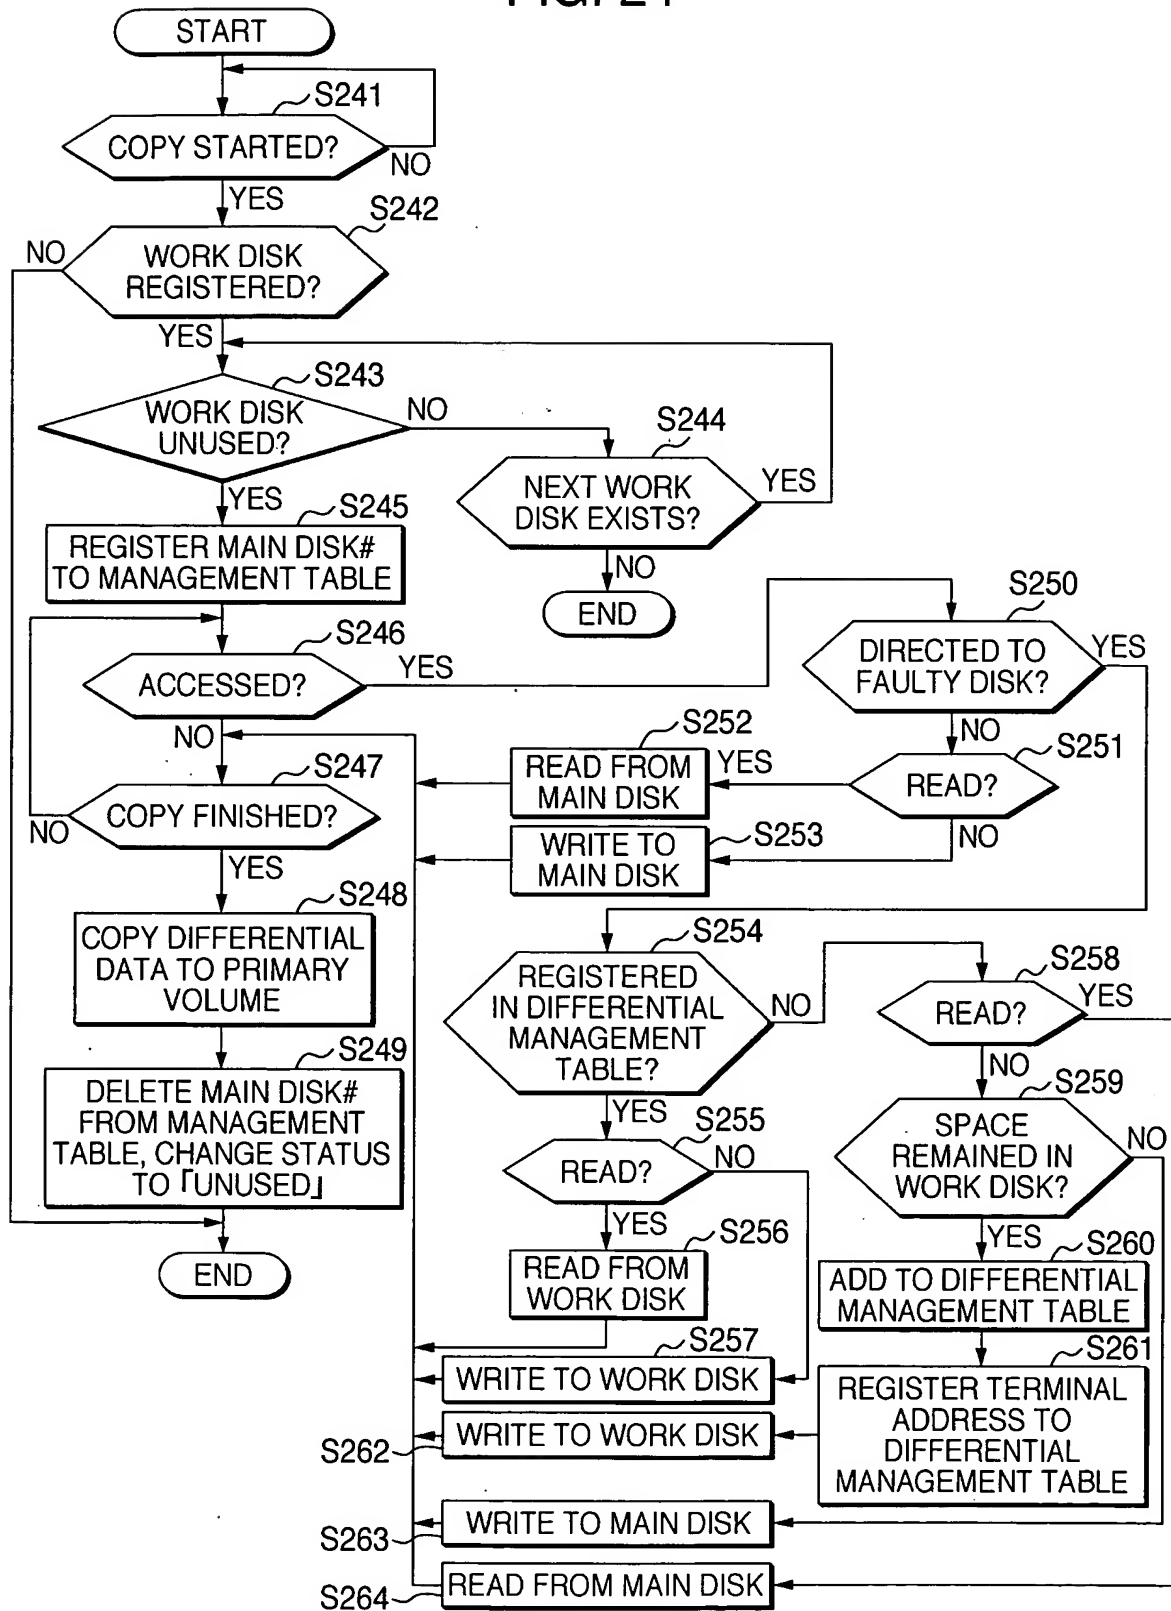 FIG. 24
START
S241
COPY STARTED?
NO
YES
S242
NO
WORK DISK
REGISTERED?
YES
S243
WORK DISK
UNUSED?
NO
S244
NEXT WORK
DISK EXISTS?
YES
YES
S245
REGISTER MAIN DISK#
TO MANAGEMENT TABLE
NO
END
S246
ACCESSED?
YES
S250
DIRECTED TO
FAULTY DISK?
YES
NO
NO
S251
READ?
YES
S252
READ FROM
MAIN DISK
NO
S253
WRITE TO
MAIN DISK
S247
COPY FINISHED?
NO
YES
S248
COPY DIFFERENTIAL
DATA TO PRIMARY
VOLUME
S249
DELETE MAIN DISK#
FROM MANAGEMENT
TABLE, CHANGE STATUS
TO「UNUSED」
END
S254
REGISTERED
IN DIFFERENTIAL
MANAGEMENT
TABLE?
NO
YES
S258
READ?
YES
NO
S255
READ?
NO
YES
S259
SPACE
REMAINED IN
WORK DISK?
NO
YES
S256
READ FROM
WORK DISK
S260
ADD TO DIFFERENTIAL
MANAGEMENT TABLE
S257
WRITE TO WORK DISK
S261
REGISTER TERMINAL
ADDRESS TO
DIFFERENTIAL
MANAGEMENT TABLE
S262
WRITE TO WORK DISK
S263
WRITE TO MAIN DISK
S264
READ FROM MAIN DISK